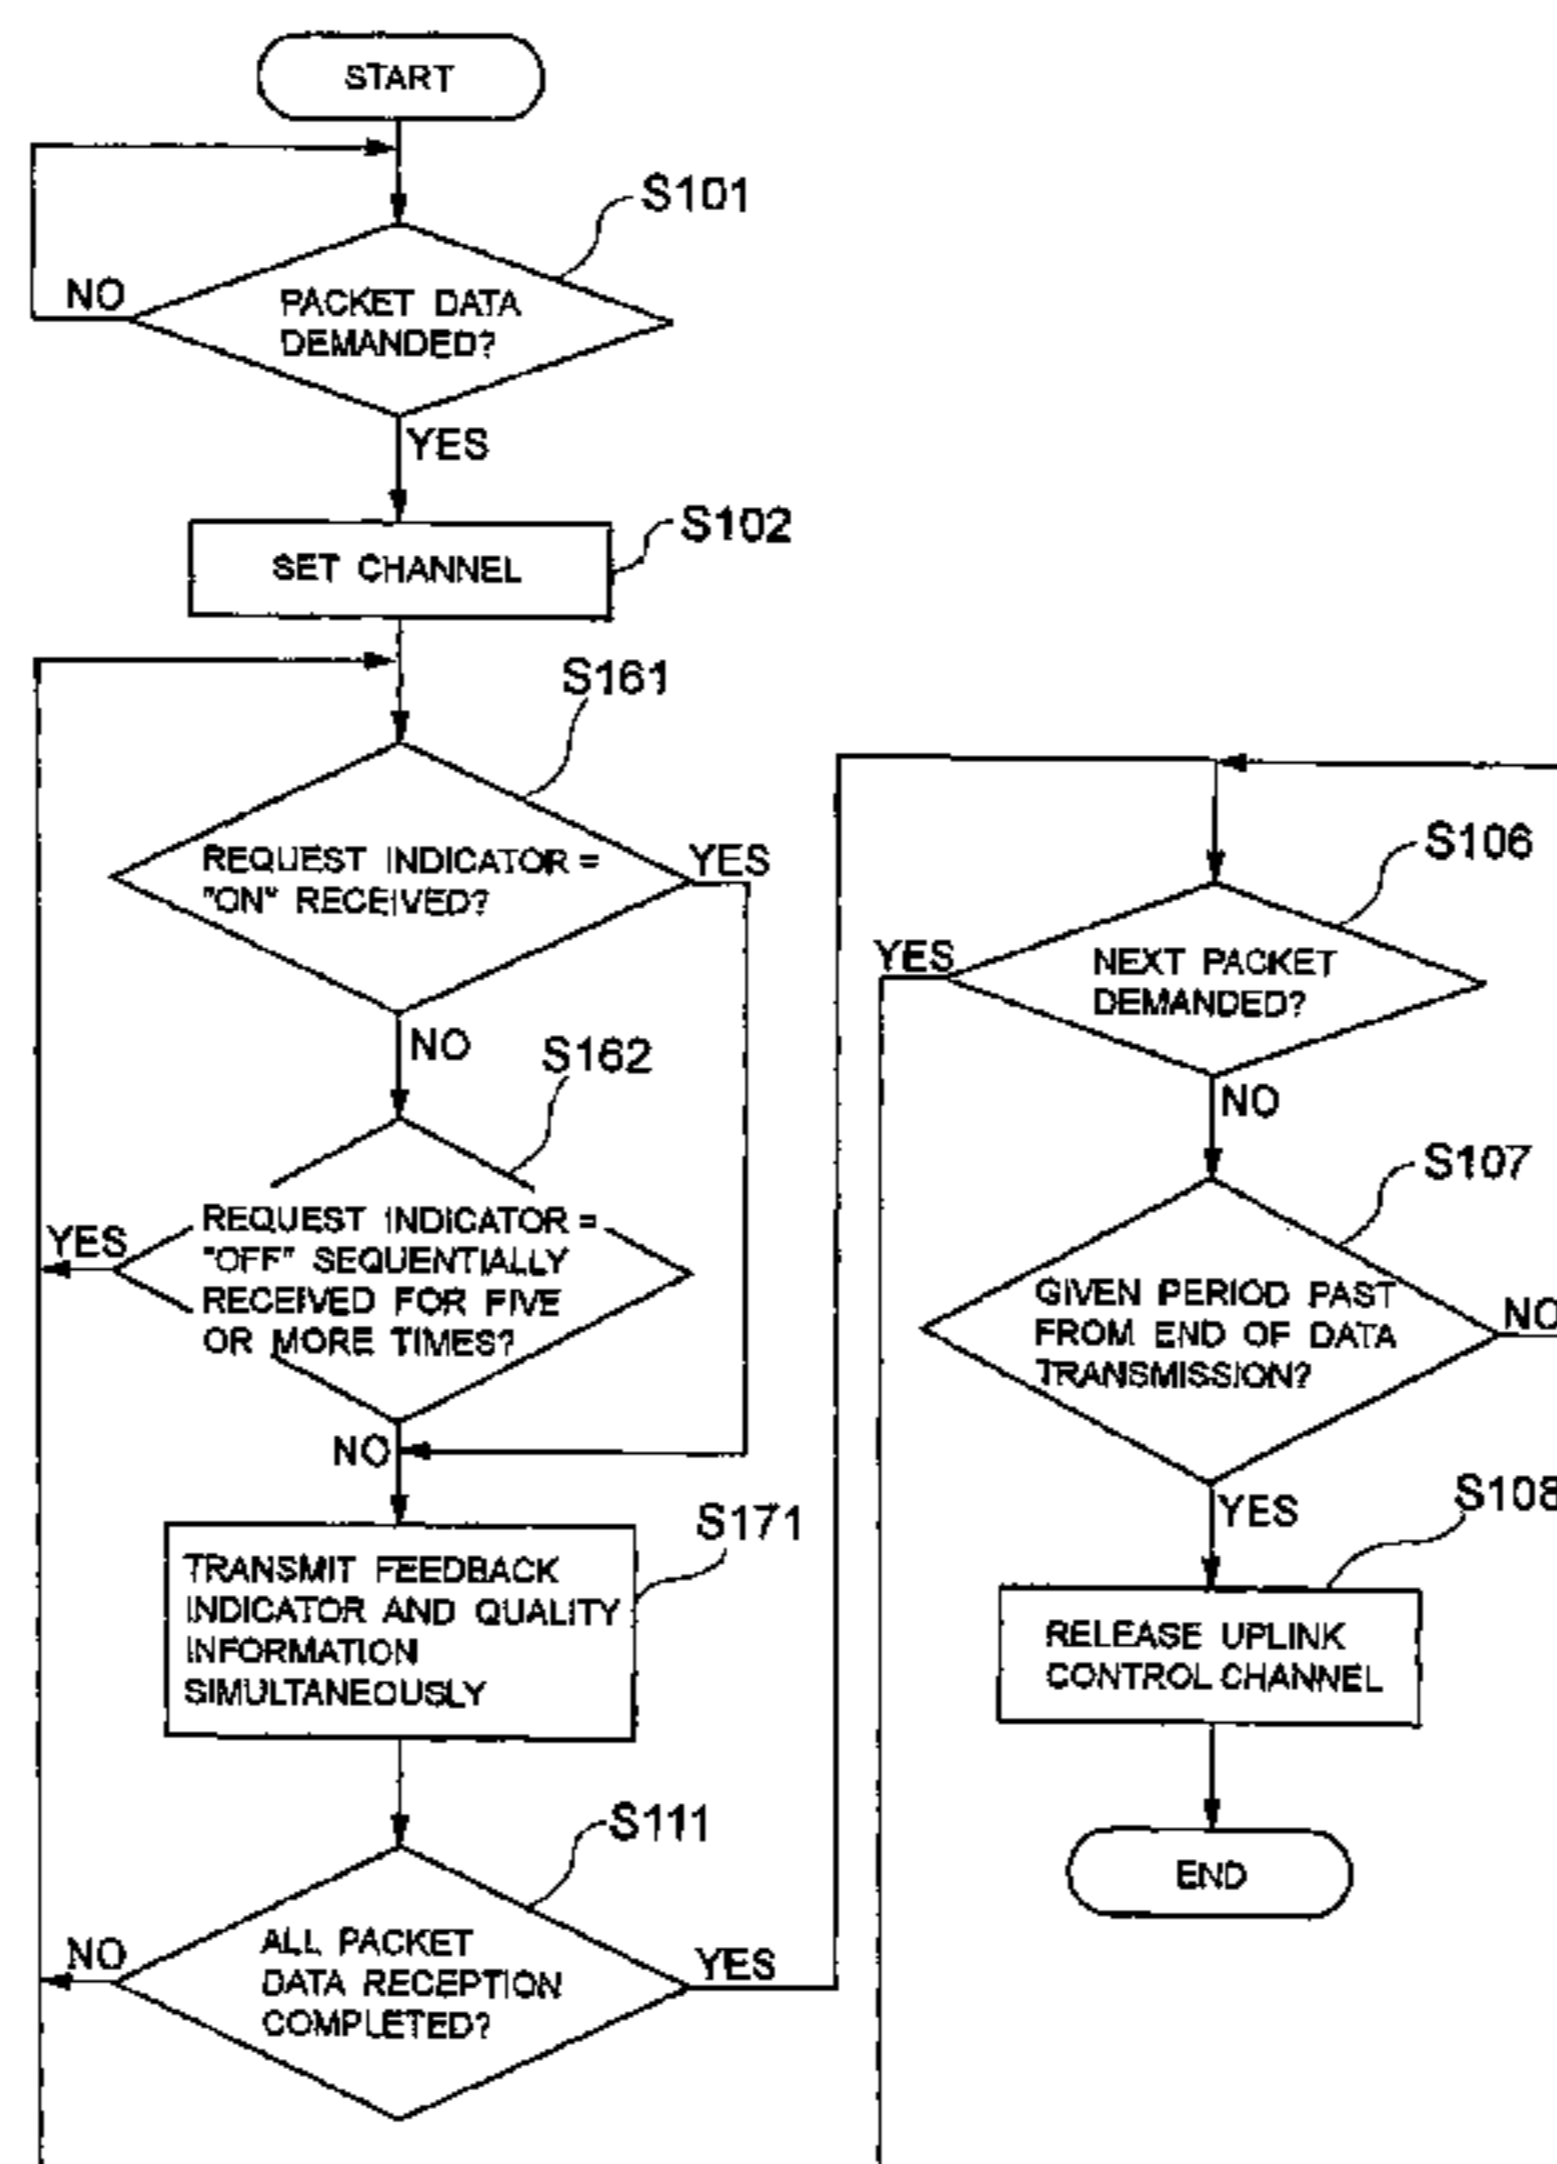 START
S101
NO
PACKET DATA
DEMANDED?
YES
S102
SET CHANNEL
S161
REQUEST INDICATOR =
"ON" RECEIVED?
YES
NO
S162
REQUEST INDICATOR =
"OFF" SEQUENTIALLY
RECEIVED FOR FIVE
OR MORE TIMES?
YES
NO
S171
TRANSMIT FEEDBACK
INDICATOR AND QUALITY
INFORMATION
SIMULTANEOUSLY
S111
NO
ALL PACKET
DATA RECEPTION
COMPLETED?
YES
S106
YES
NEXT PACKET
DEMANDED?
NO
S107
GIVEN PERIOD PAST
FROM END OF DATA
TRANSMISSION?
NO
YES
S108
RELEASE UPLINK
CONTROL CHANNEL
END